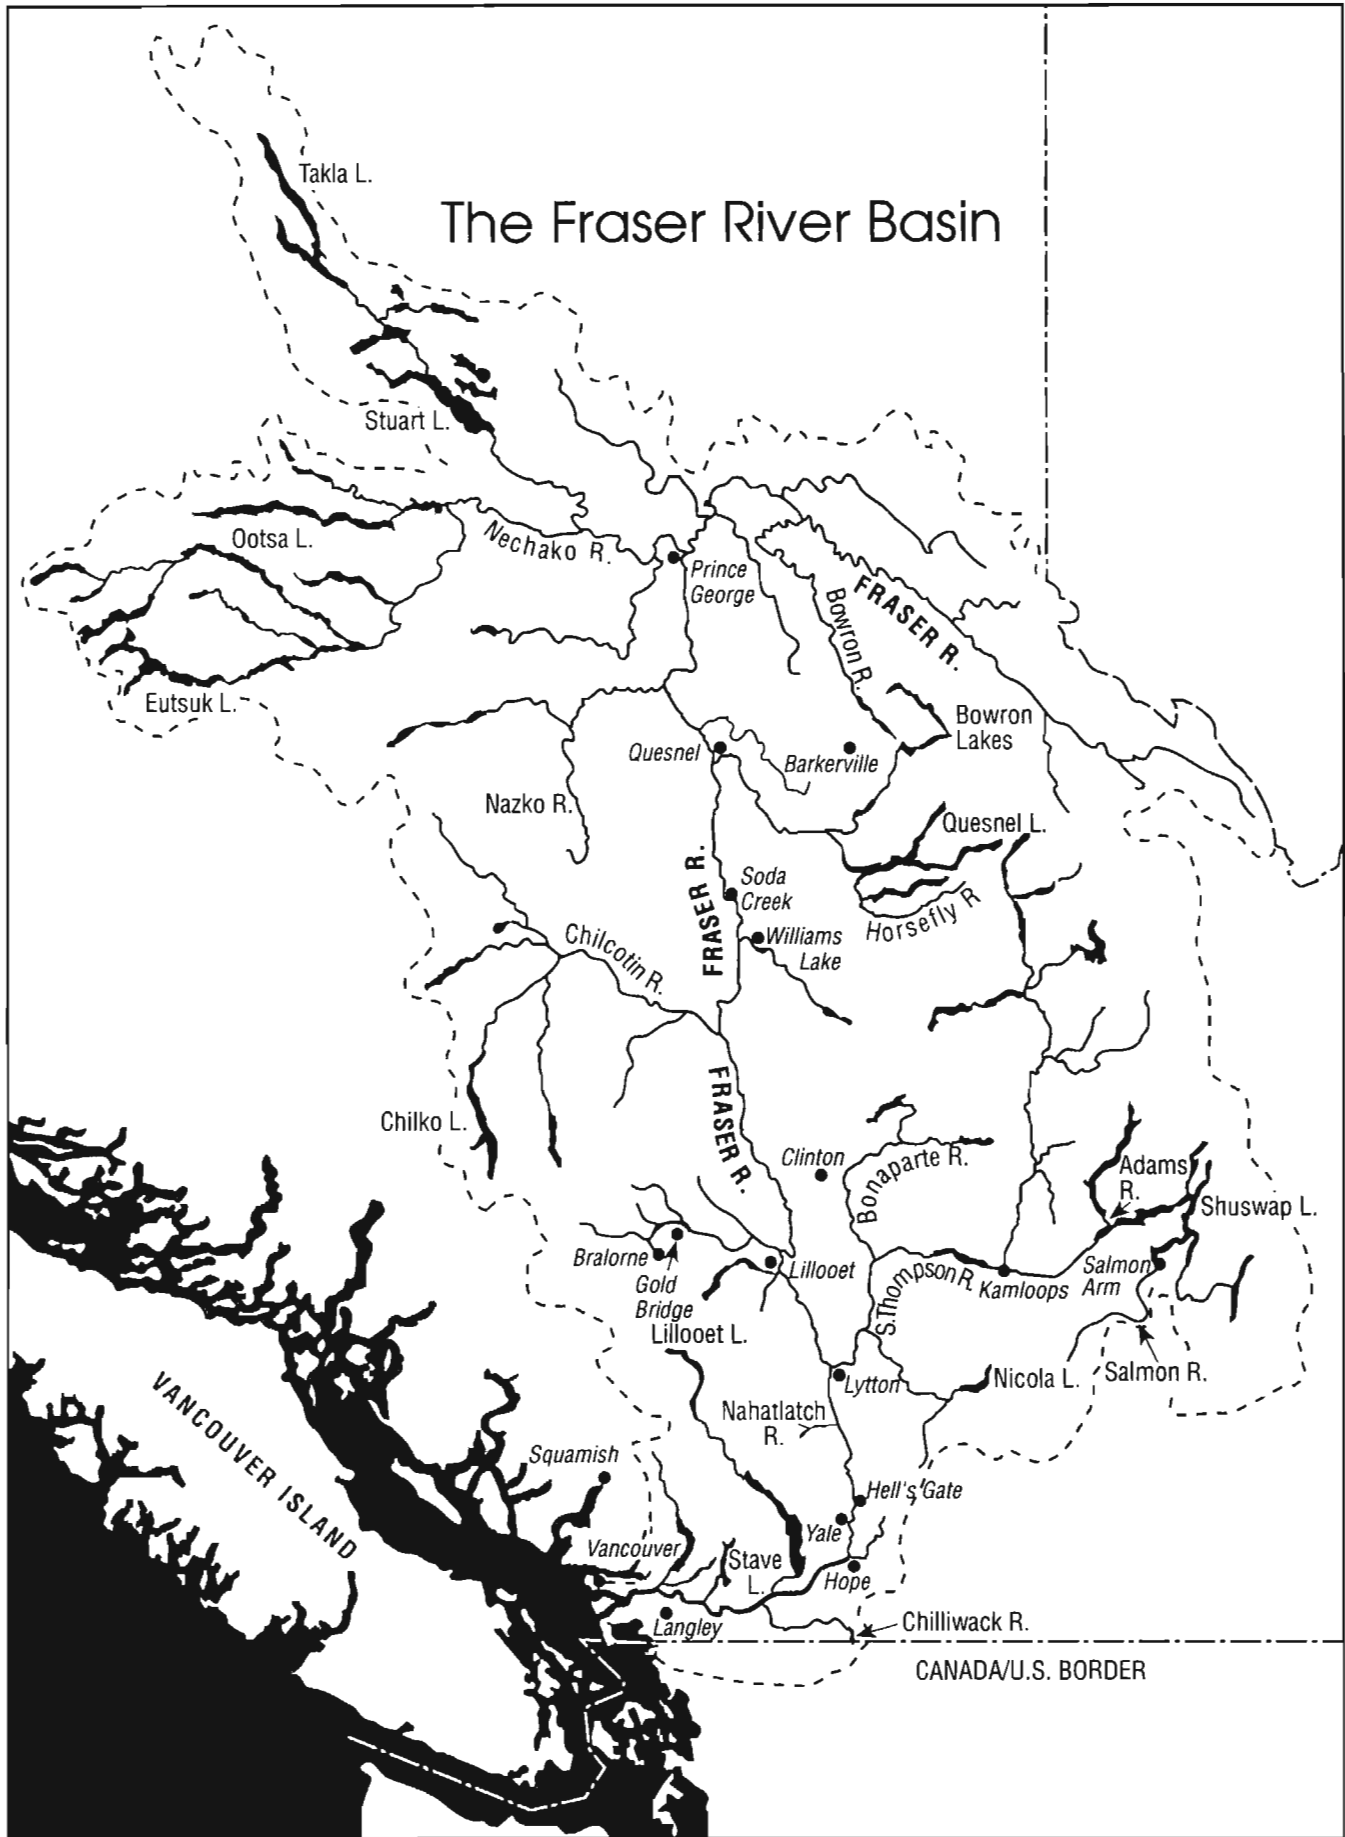 Takla L.
The Fraser River Basin
Stuart L.
Ootsa L.
Nechako R.
Prince
George
FRASER R.
Bowron R.
Eutsuk L.
Bowron
Lakes
Quesnel
Barkerville
Nazko R.
Quesnel L.
FRASER R.
Soda
Creek
Horsefly R
Williams
Lake
Chilcotin R.
FRASER R.
Chilko L.
Clinton
Bonaparte R.
Adams
R.
Shuswap L.
Bralorne
Gold
Bridge
Lillooet
S.Thompson R.
Kamloops
Salmon
Arm
Lillooet L.
Lytton
Nicola L.
Salmon R.
VANCOUVER ISLAND
Nahatlatch
R.
Squamish
Hell's Gate
Yale
Vancouver
Stave
L.
Hope
Langley
Chilliwack R.
CANADA/U.S. BORDER